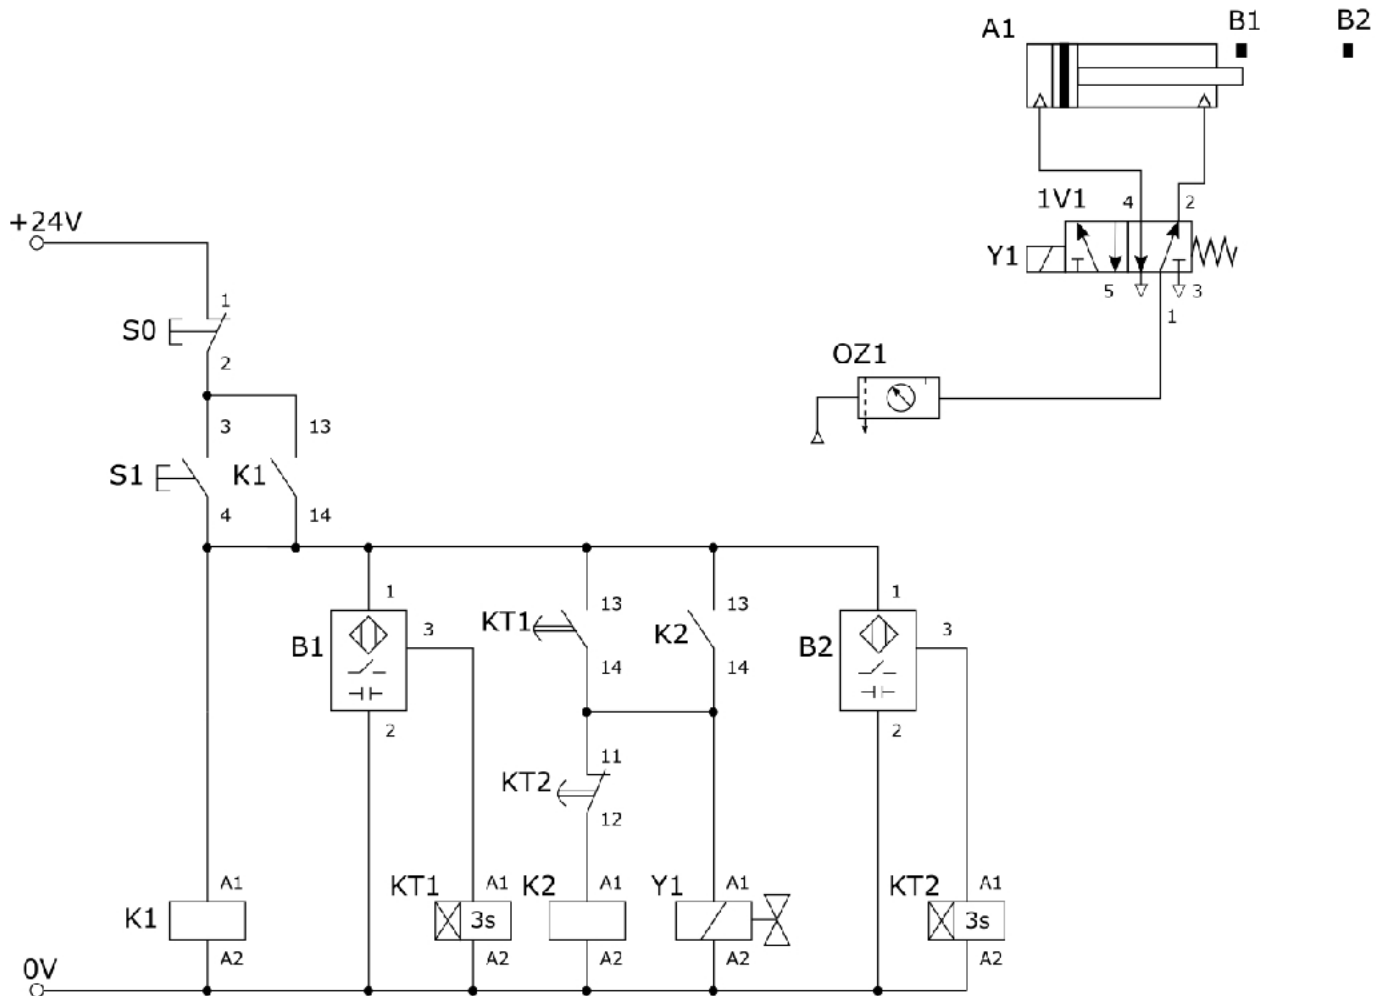 A1 B1 B2
1V1 4 2
+24V
Y1
5 3
1
1
S0
2
OZ1
3 13
S1 K1
4 14
1 13 13 1
KT1 K2
B1 3 B2 3
14 14
2 2
11
KT2
12
A1 A1 A1 A1 A1
K1 KT1 3s K2 Y1 KT2 3s
A2 A2 A2 A2 A2
0V